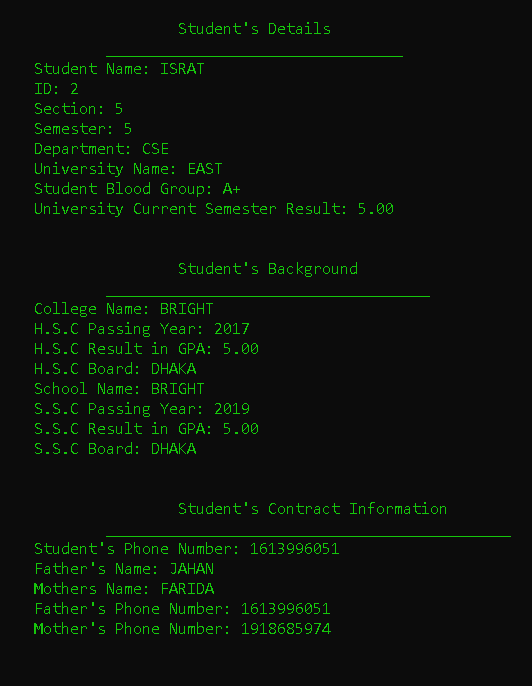 Student's Details
Student Name: ISRAT
ID: 2
Section: 5
Semester: 5
Department: CSE
University Name: EAST
Student Blood Group: A+
University Current Semester Result: 5.00
Student's Background
College Name: BRIGHT
H.S.C Passing Year: 2017
H.S.C Result in GPA: 5.00
H.S.C Board: DHAKA
School Name: BRIGHT
S.S.C Passing Year: 2019
S.S.C Result in GPA: 5.00
S.S.C Board: DHAKA
Student's Contract Information
Student's Phone Number: 1613996051
Father's Name: JAHAN
Mothers Name: FARIDA
Father's Phone Number: 1613996051
Mother's Phone Number: 1918685974